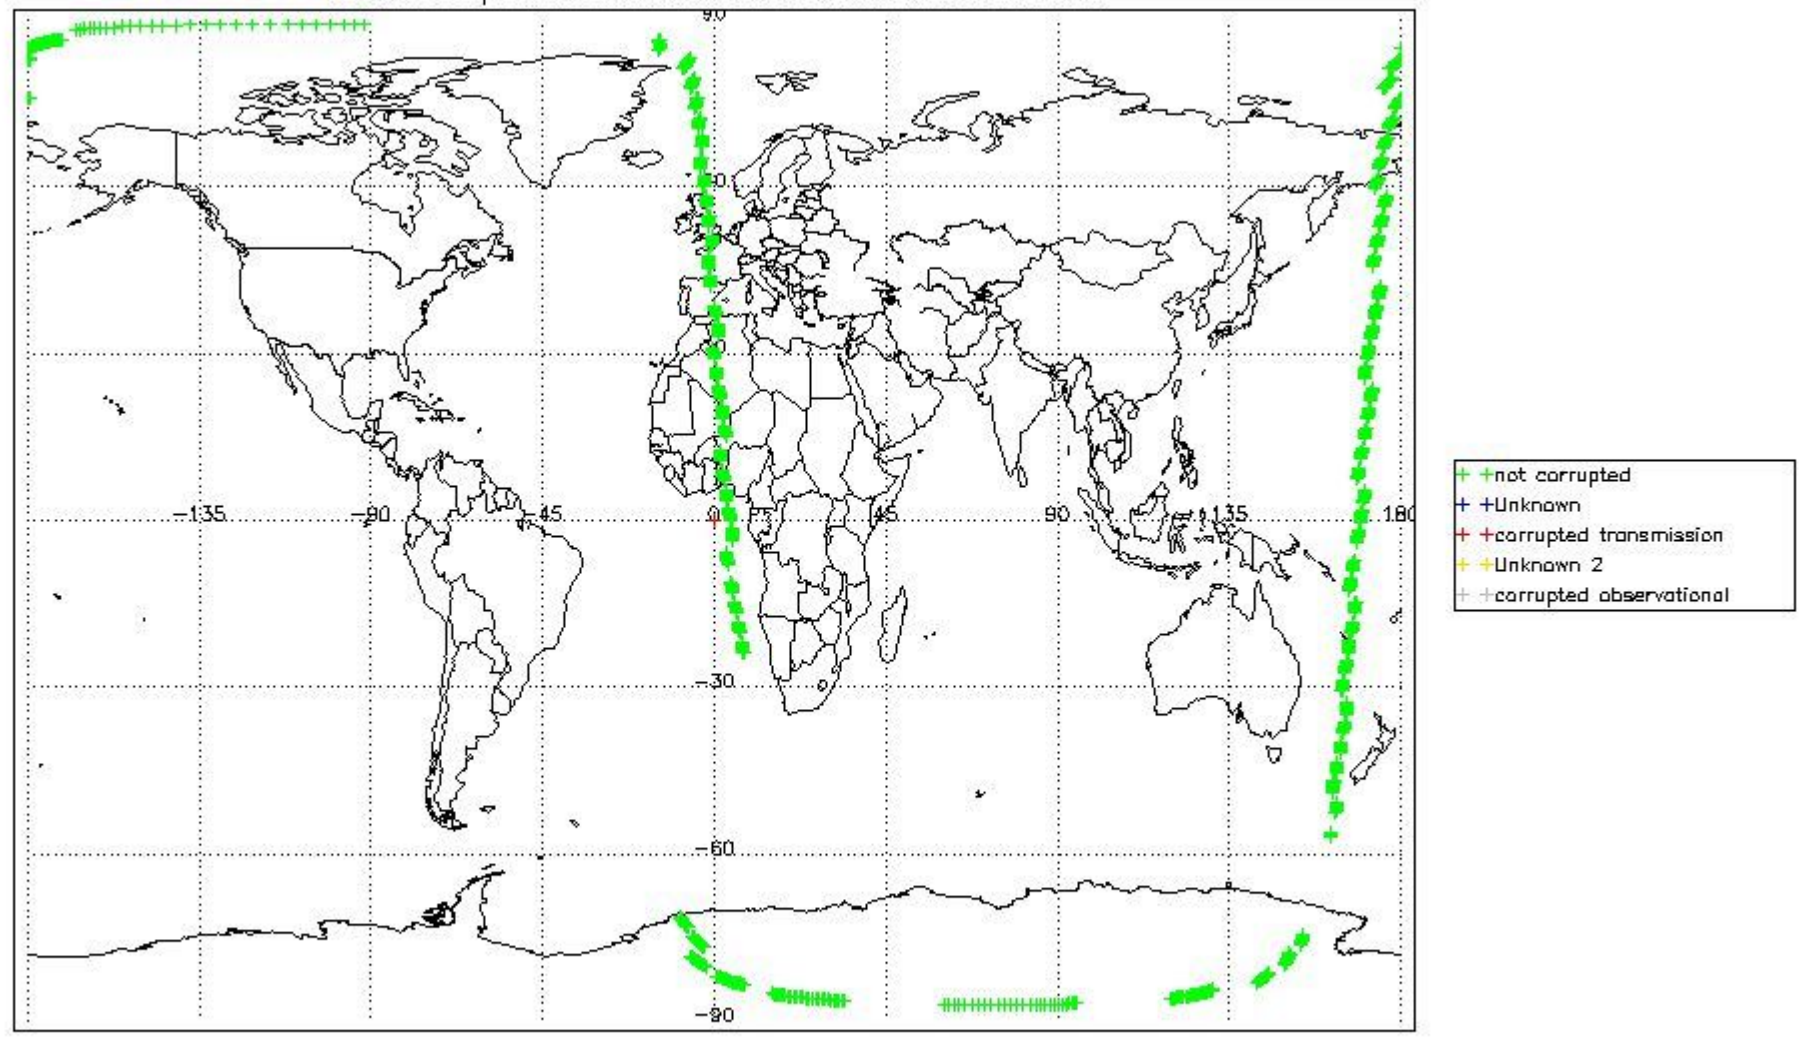 90
-135
-90
-45
45
90
135
180
-30
-60
-90
not corrupted
Unknown
corrupted transmission
Unknown 2
corrupted observational